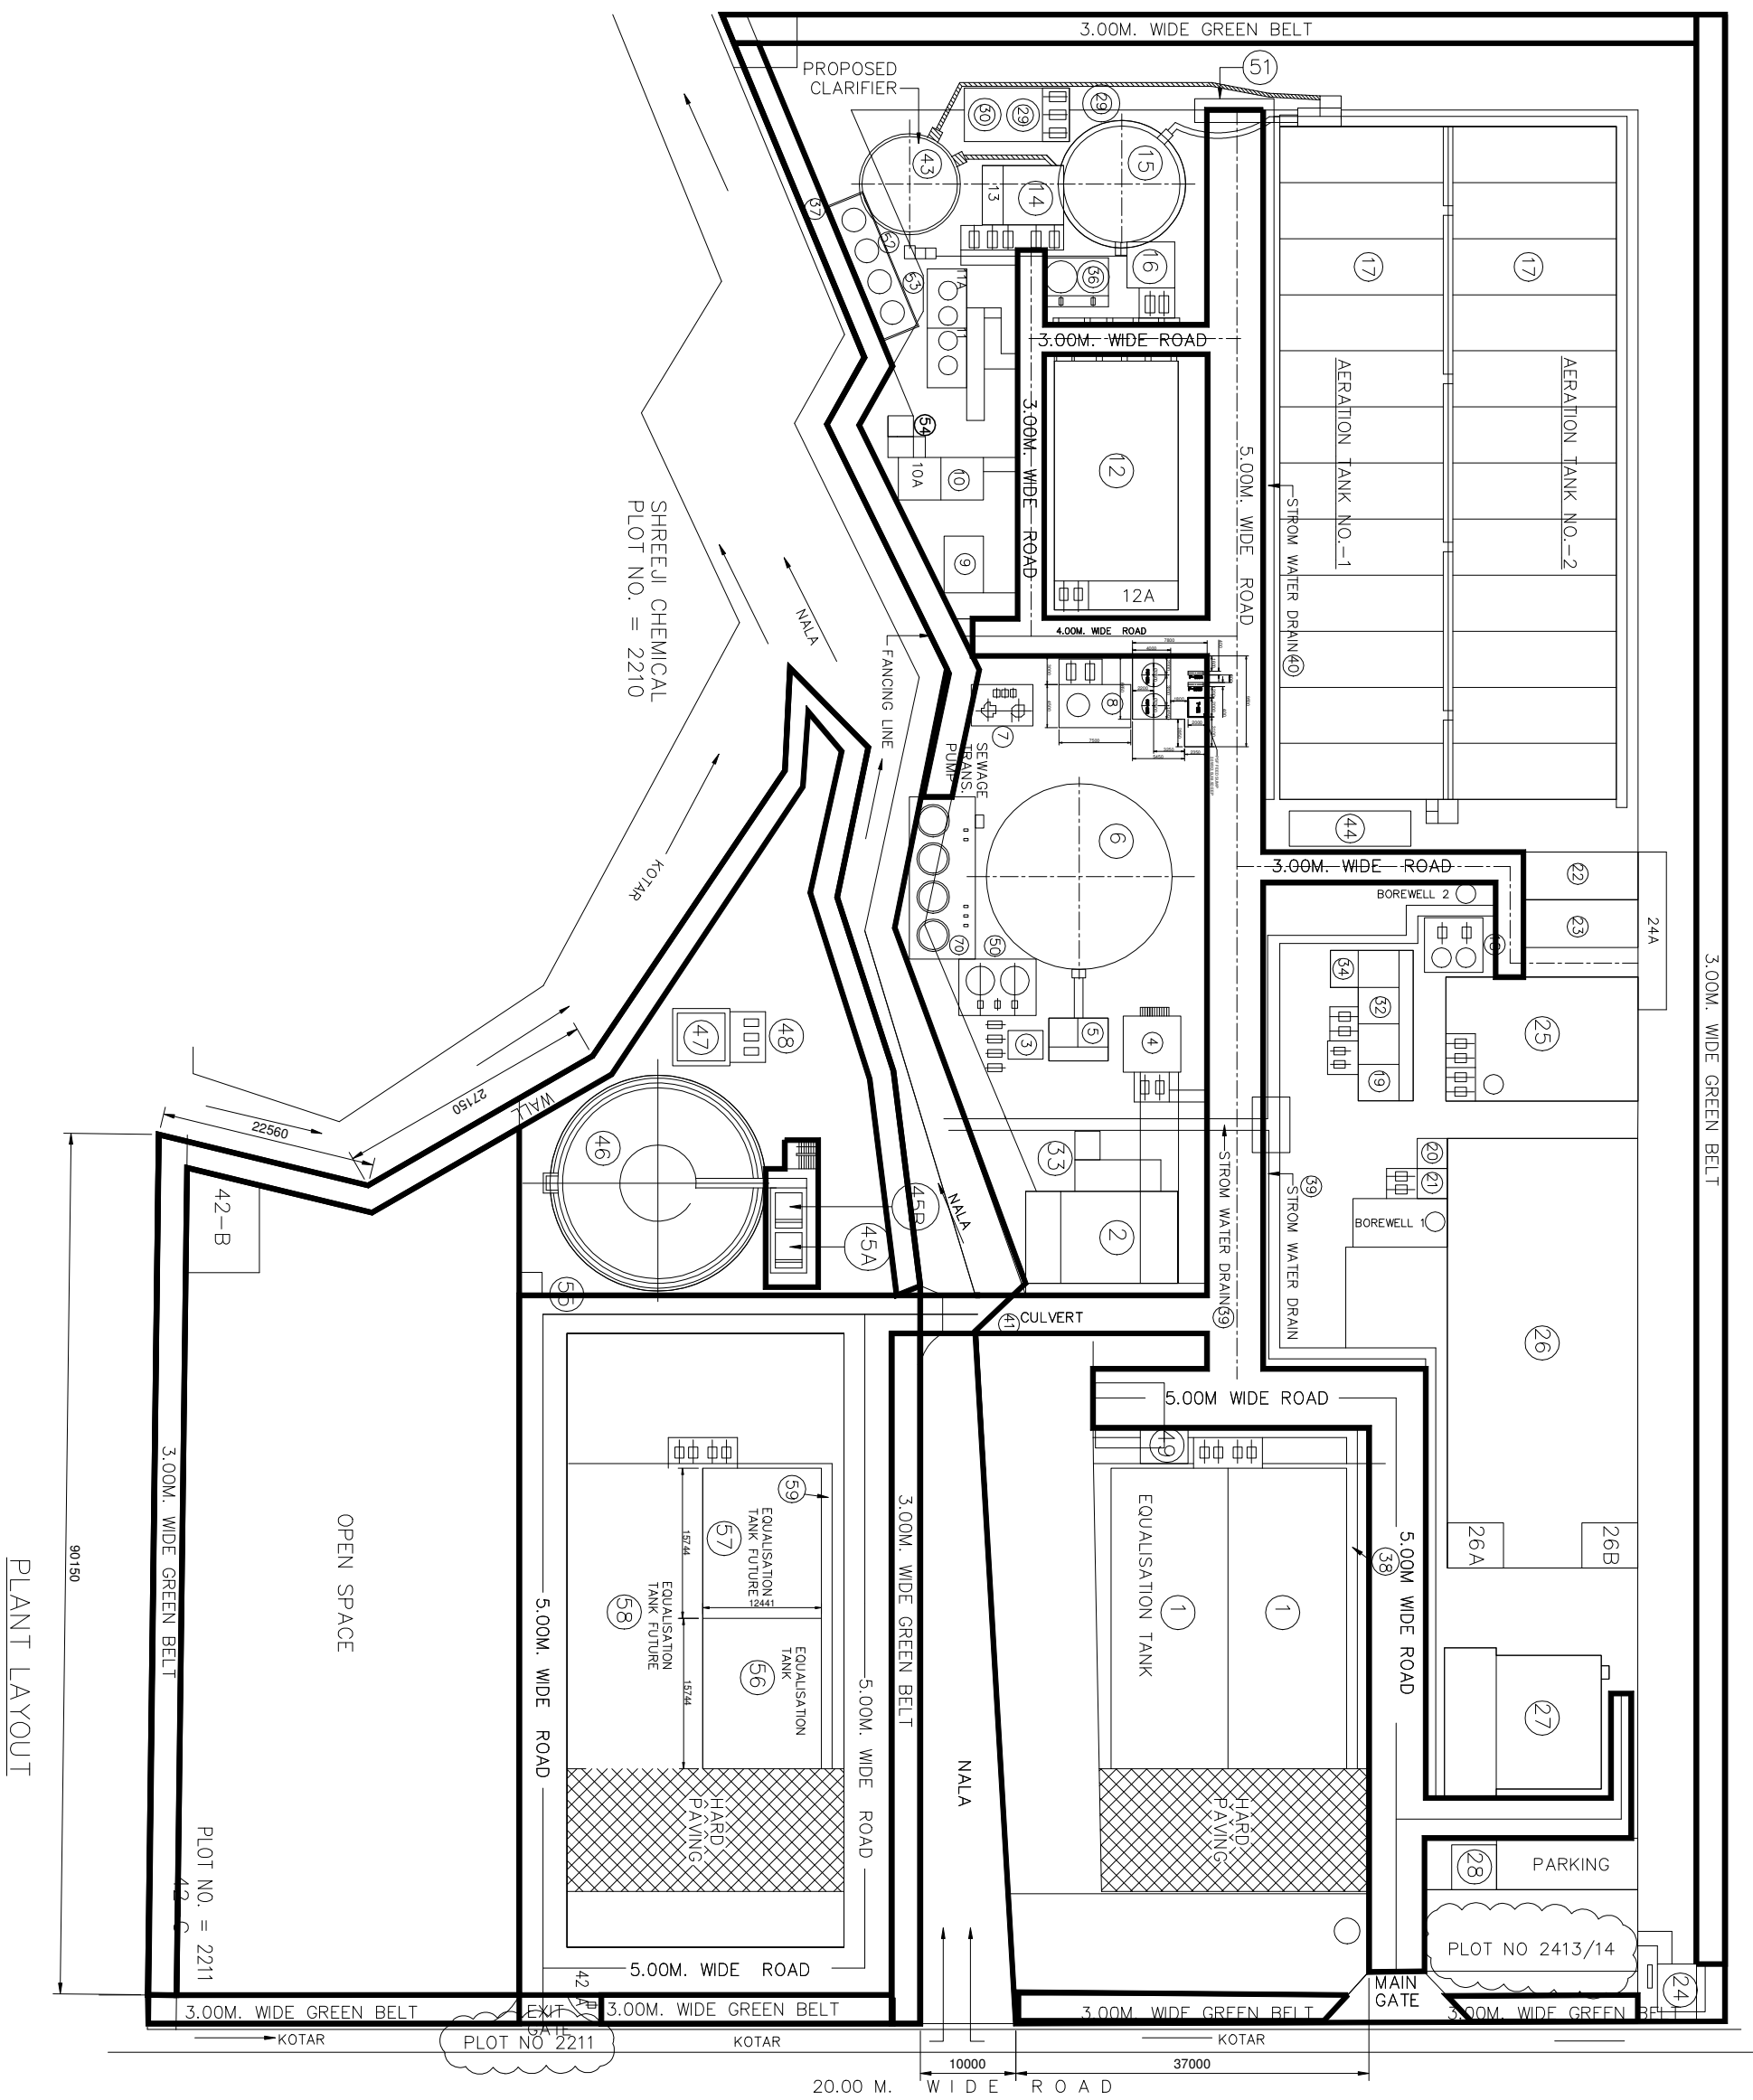 3.00M. WIDE GREEN BELT
PROPOSED
CLARIFIER
51
30
29
29
43
15
13
14
37
52
53
11A
11
16
36
17
17
AERATION TANK NO.-1
AERATION TANK NO.-2
3.00M. WIDE ROAD
3.00M. WIDE ROAD
5.00M. WIDE ROAD
STROM WATER DRAIN 40
12
12A
54
10A
10
9
4.00M. WIDE ROAD
SHREEJI CHEMICAL
PLOT NO. = 2210
NALA
FANCING LINE
KOTAR
7
8
SEWAGE
TRANS.
PUMP
6
70
50
3
5
4
44
3.00M. WIDE ROAD
BOREWELL 2
22
23
24A
18
34
32
19
25
3.00M. WIDE GREEN BELT
20
21
BOREWELL 1
26
26A
26B
39
STROM WATER DRAIN
STROM WATER DRAIN 39
33
2
47
48
46
45B
45A
NALA
WALL
27150
22560
42-B
55
41
CULVERT
5.00M WIDE ROAD
49
EQUALISATION TANK
1
1
38
5.00M WIDE ROAD
27
59
57
EQUALISATION
TANK FUTURE
15744
12441
58
EQUALISATION
TANK FUTURE
56
EQUALISATION
TANK
15744
3.00M. WIDE GREEN BELT
5.00M. WIDE ROAD
5.00M. WIDE ROAD
NALA
HARD
PAVING
HARD
PAVING
OPEN SPACE
3.00M. WIDE GREEN BELT
90150
PLANT LAYOUT
PLOT NO. = 2211
42-C
28
PARKING
PLOT NO 2413/14
24
MAIN
GATE
5.00M. WIDE ROAD
42-A
3.00M. WIDE GREEN BELT
EXIT
GATE
3.00M. WIDE GREEN BELT
3.00M. WIDE GREEN BELT
3.00M. WIDE GREEN BELT
KOTAR
PLOT NO 2211
KOTAR
KOTAR
10000
37000
20.00 M. WIDE ROAD